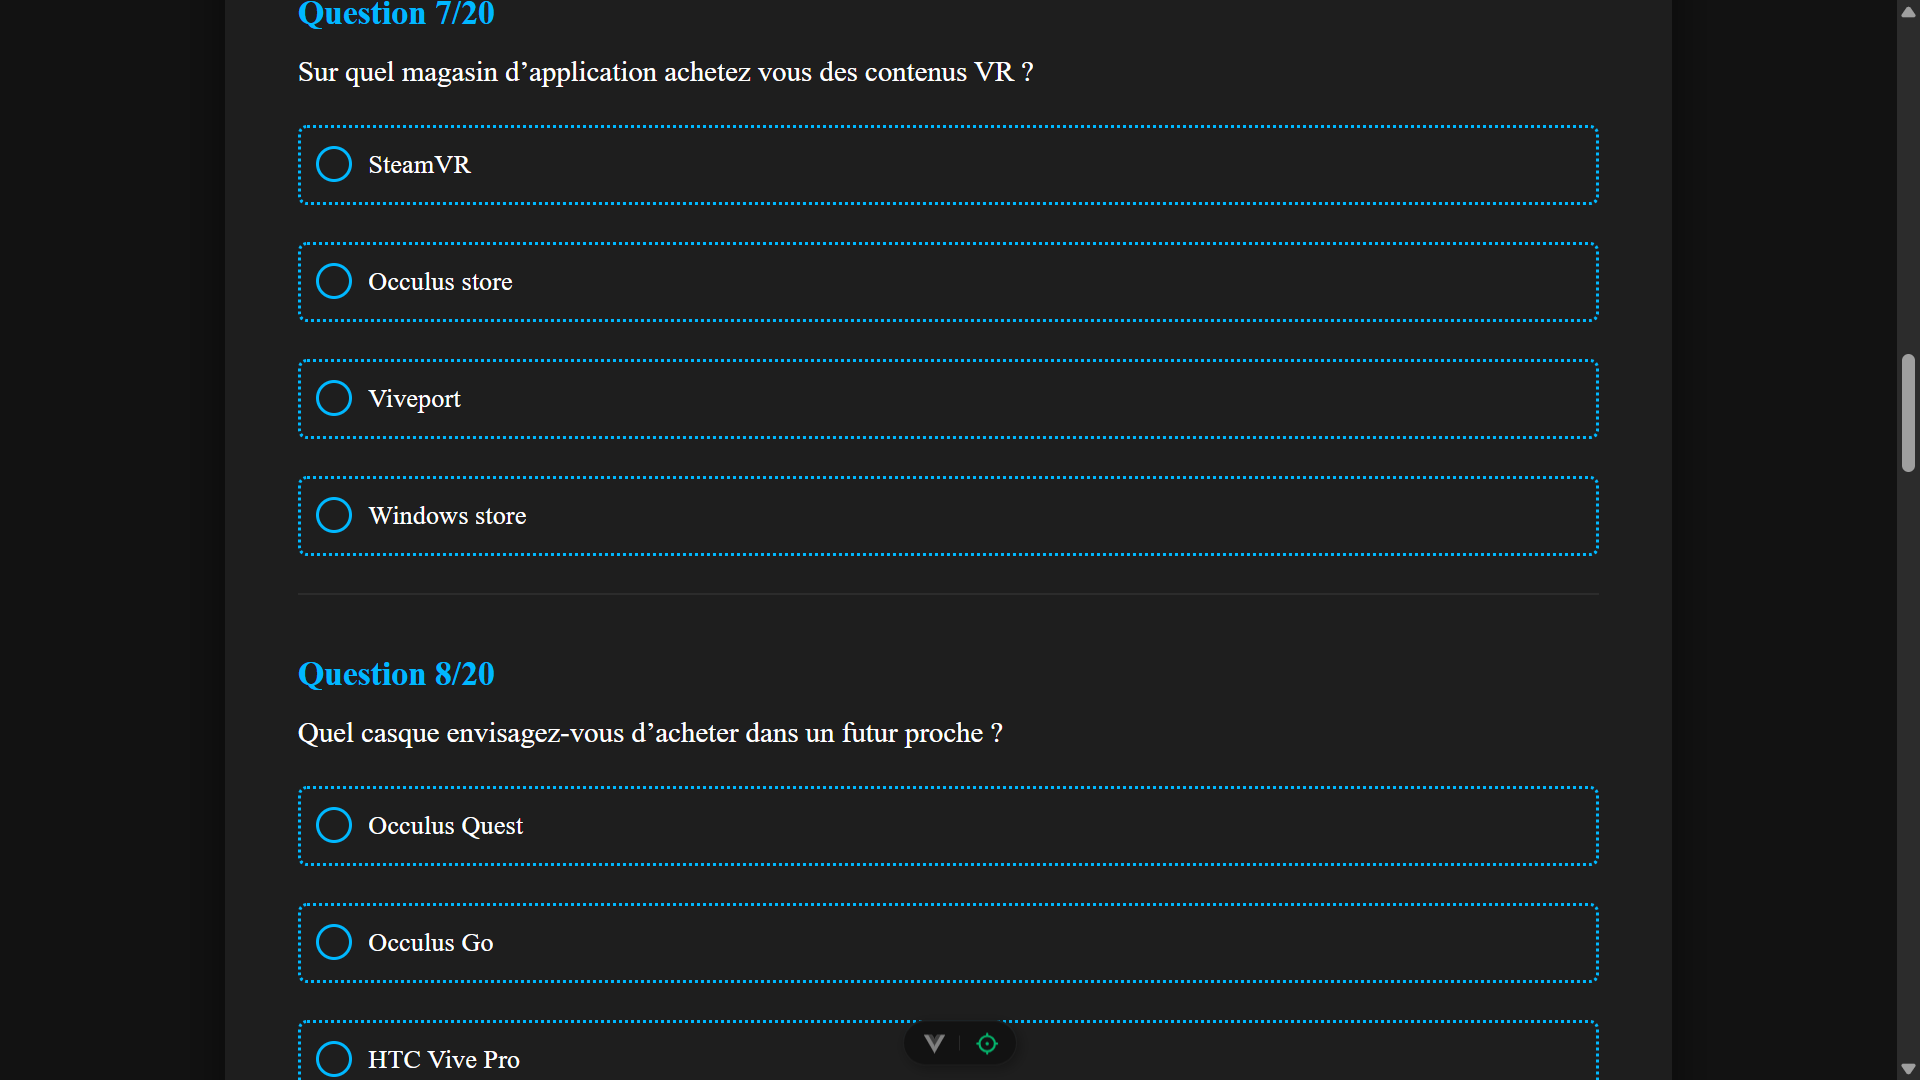 Question 7/20
Sur quel magasin d’application achetez vous des contenus VR ?
SteamVR
Occulus store
Viveport
Windows store
Question 8/20
Quel casque envisagez-vous d’acheter dans un futur proche ?
Occulus Quest
Occulus Go
HTC Vive Pro